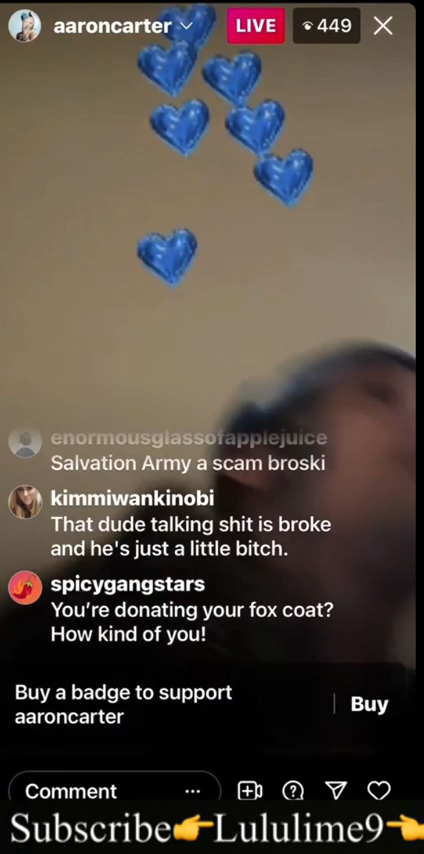 aaroncarter
LIVE
449
enormousglassofapplejuice
Salvation Army a scam broski
kimmiwankinobi
That dude talking shit is broke
and he's just a little bitch.
spicygangstars
You’re donating your fox coat?
How kind of you!
Buy a badge to support
aaroncarter
Buy
Comment
Subscribe👉Lululime9👈